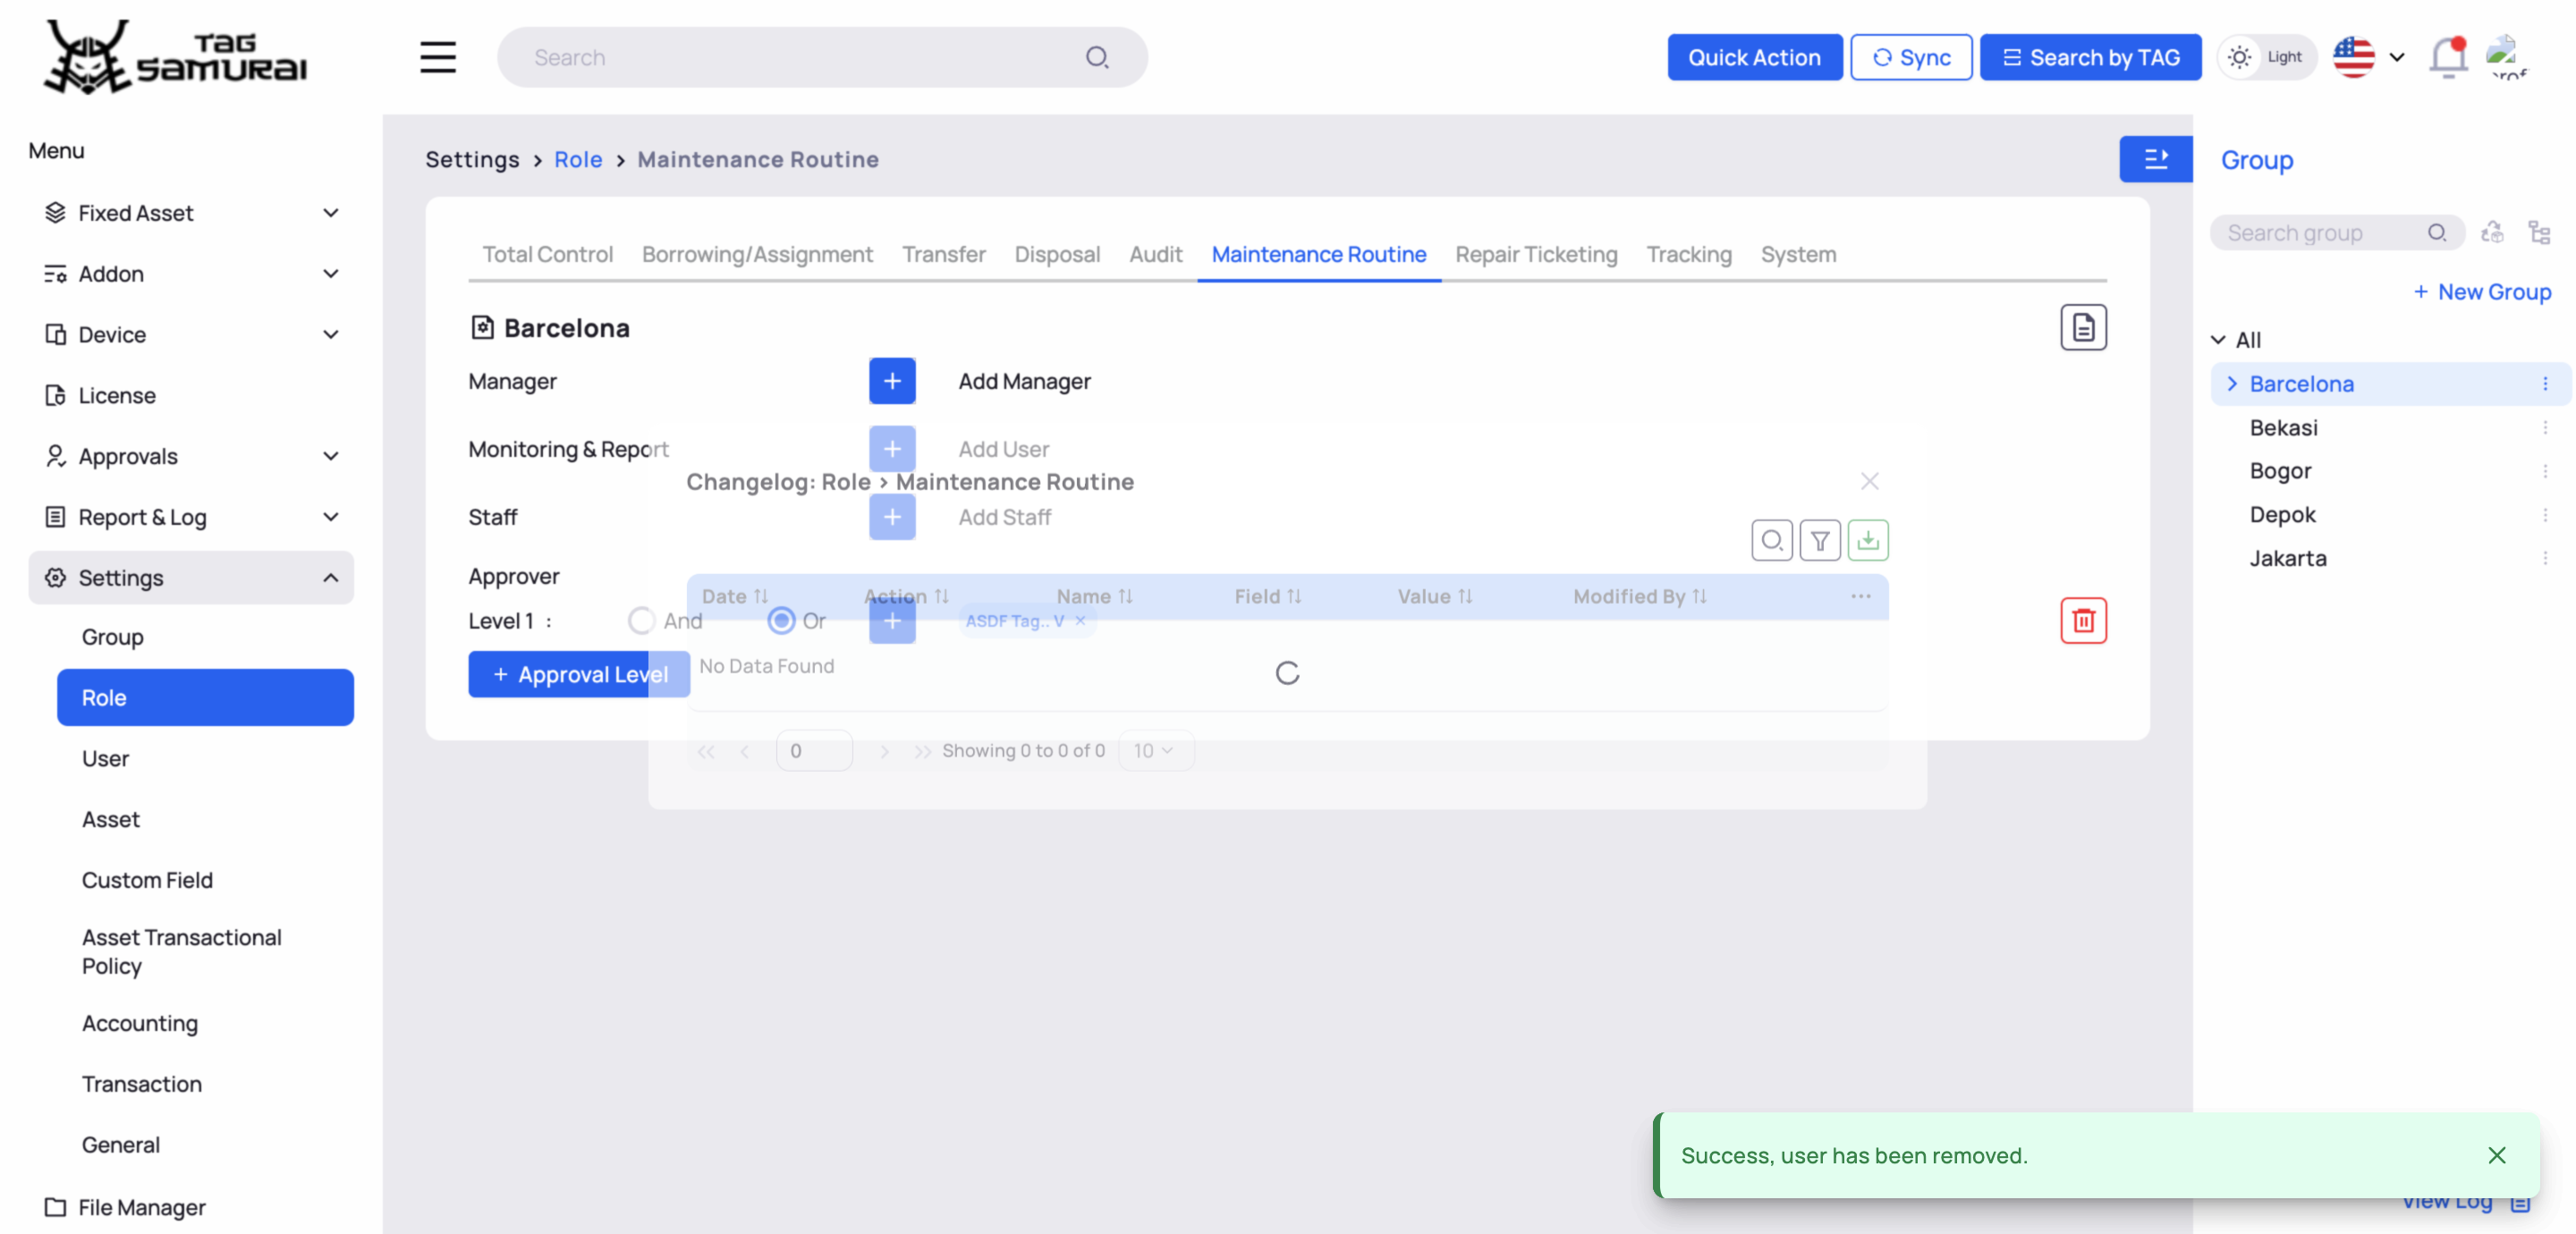 TAG SAMURAI
Search
Quick Action
Sync
Search by TAG
Light
Menu
Fixed Asset
Addon
Device
License
Approvals
Report & Log
Settings
Group
Role
User
Asset
Custom Field
Asset Transactional
Policy
Accounting
Transaction
General
File Manager
Settings > Role > Maintenance Routine
Total Control Borrowing/Assignment Transfer Disposal Audit Maintenance Routine Repair Ticketing Tracking System
Barcelona
Manager + Add Manager
Monitoring & Report + Add User
Changelog: Role > Maintenance Routine
Staff + Add Staff
Approver
Date Action Name Field Value Modified By ...
Level 1 : And Or + ASDF Tag.. V ×
+ Approval Level
No Data Found
0 Showing 0 to 0 of 0 10
Group
Search group
+ New Group
All
Barcelona
Bekasi
Bogor
Depok
Jakarta
Success, user has been removed.
View Log